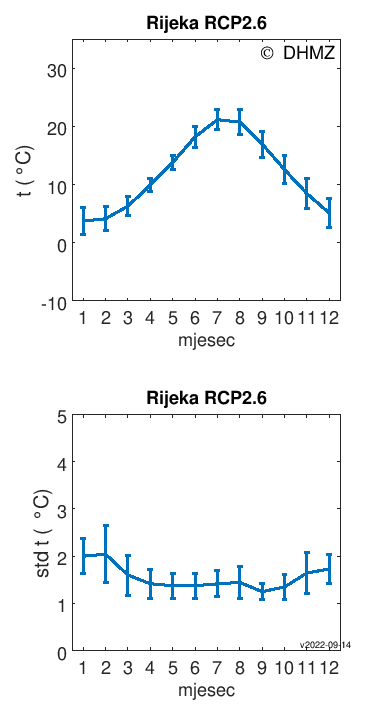 Rijeka RCP2.6
© DHMZ
30
20
10
0
-10
t ( °C)
1 2 3 4 5 6 7 8 9 10 11 12
mjesec
Rijeka RCP2.6
5
4
3
2
1
0
std t ( °C)
v2022-09-14
1 2 3 4 5 6 7 8 9 10 11 12
mjesec